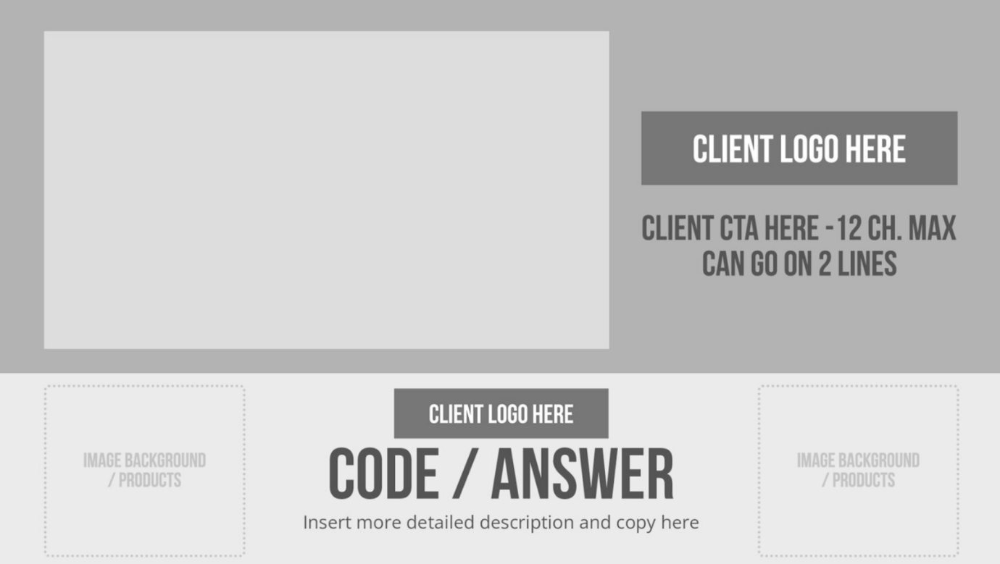 CLIENT LOGO HERE
CLIENT CTA HERE - 12 CH. MAX
CAN GO ON 2 LINES
IMAGE BACKGROUND
/ PRODUCTS
CLIENT LOGO HERE
CODE / ANSWER
Insert more detailed description and copy here
IMAGE BACKGROUND
/ PRODUCTS